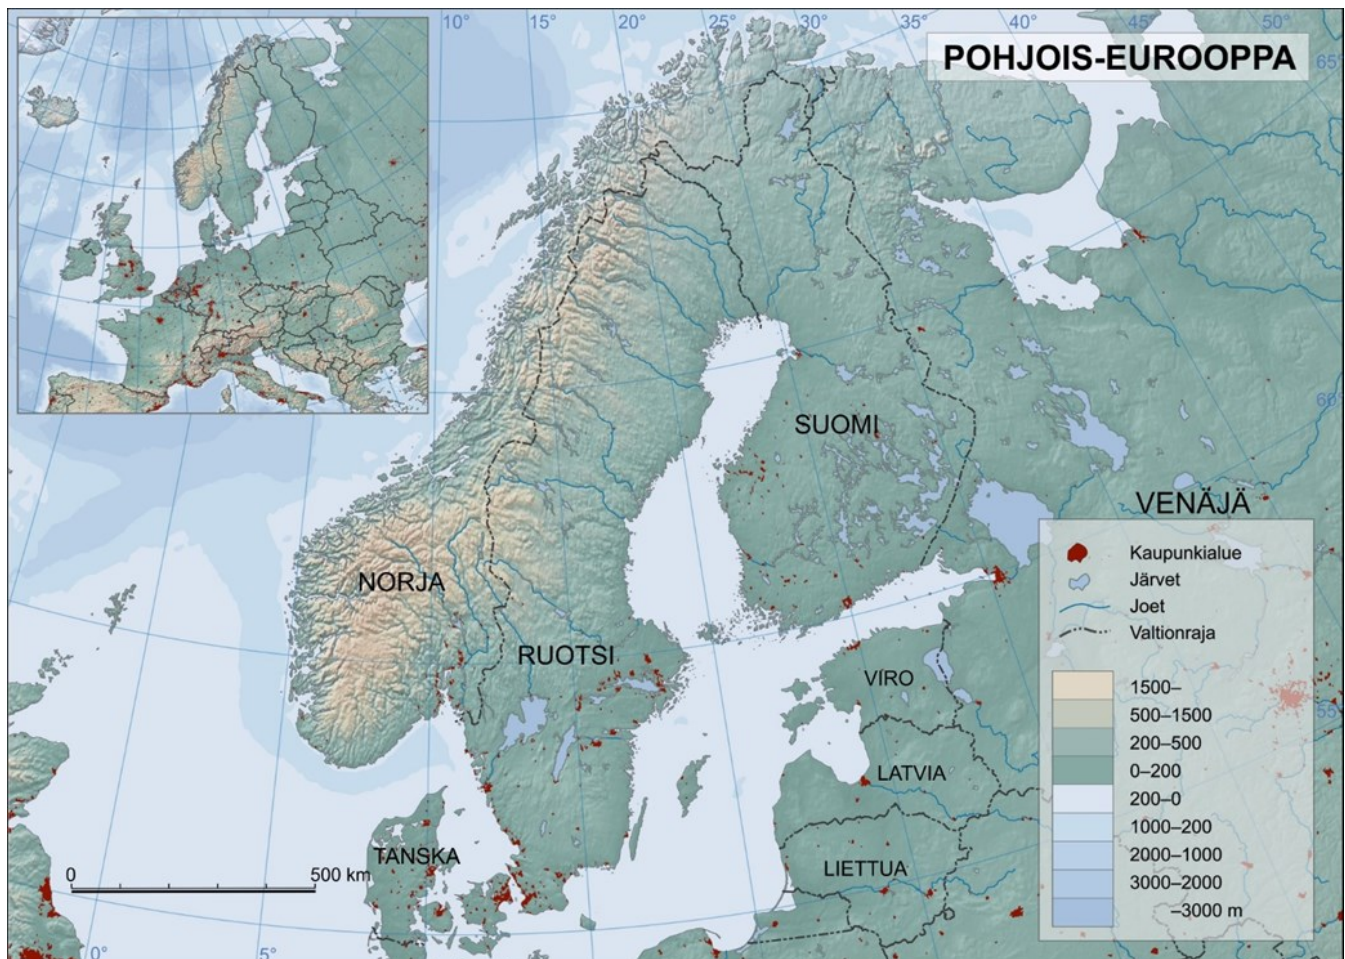 10°
15°
20°
25°
30°
35°
40°
45°
50°
POHJOIS-EUROOPPA
65°
60°
SUOMI
VENÄJÄ
Kaupunkialue
Järvet
Joet
Valtionraja
NORJA
RUOTSI
VIRO
1500–
500–1500
200–500
0–200
200–0
1000–200
2000–1000
3000–2000
–3000 m
55°
LATVIA
TANSKA
LIETTUA
0
500 km
0°
5°